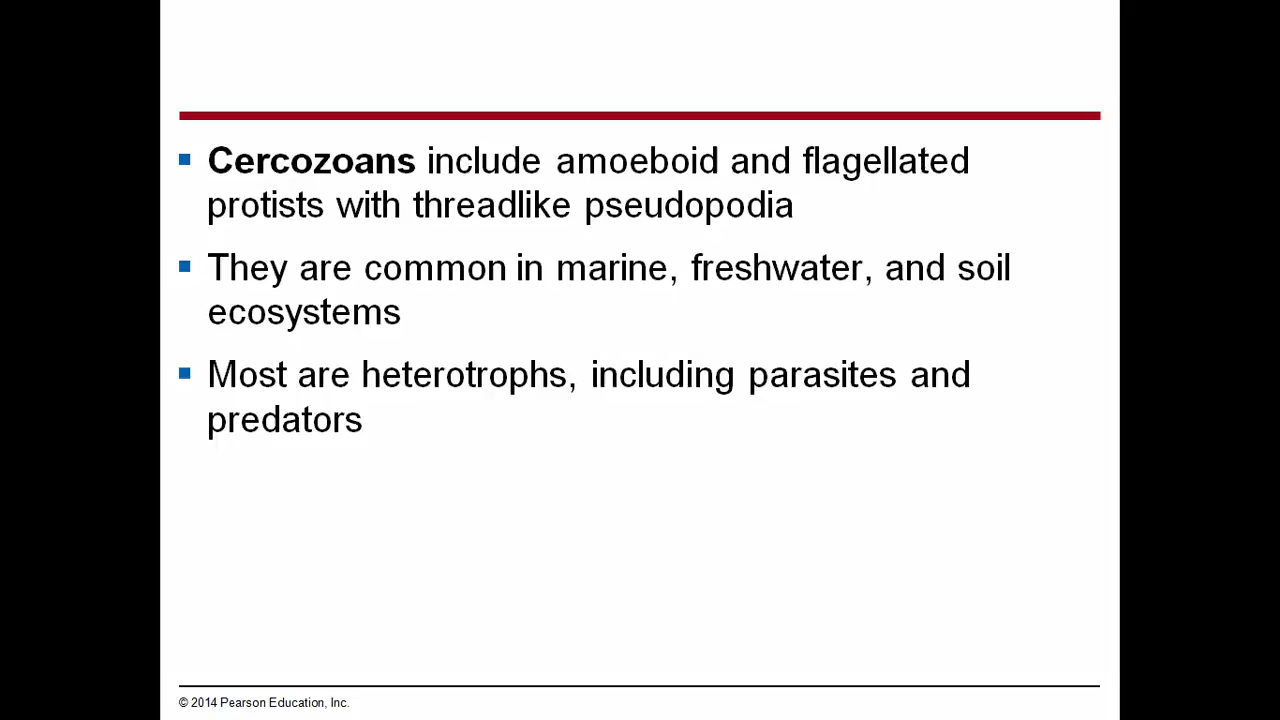 Cercozoans include amoeboid and flagellated
protists with threadlike pseudopodia
They are common in marine, freshwater, and soil
ecosystems
Most are heterotrophs, including parasites and
predators
© 2014 Pearson Education, Inc.